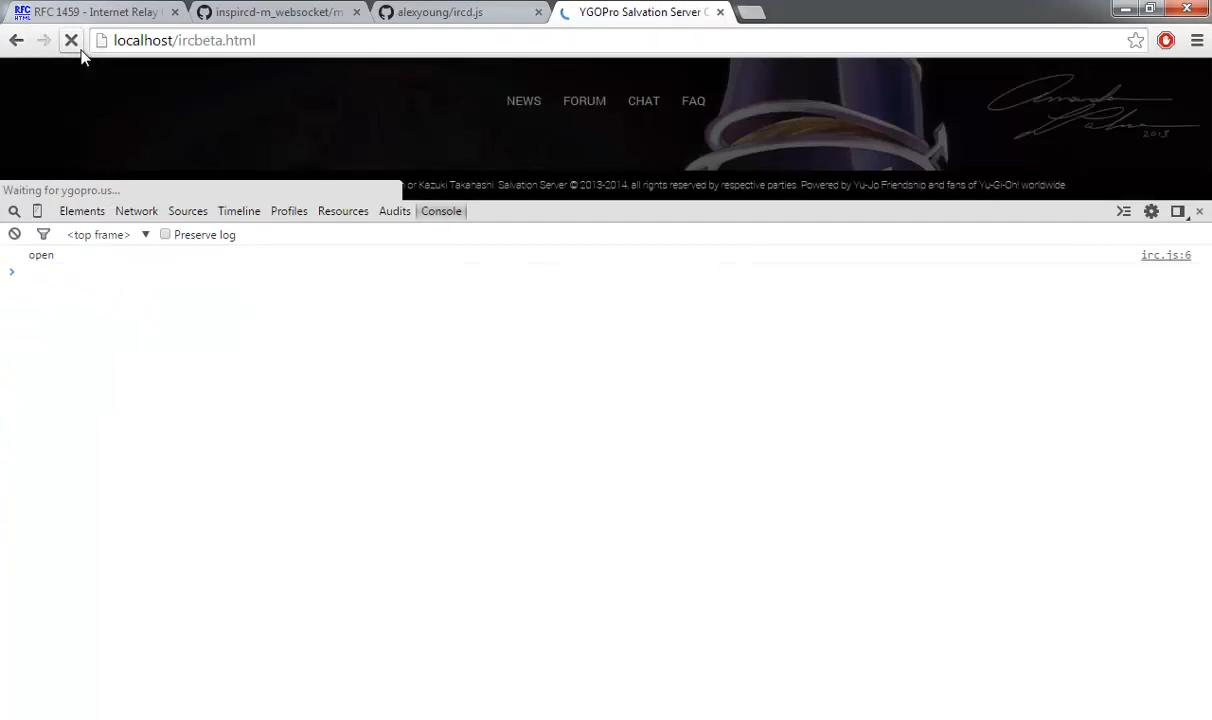 RFC 1459 - Internet Relay
inspircd-m_websocket/m
alexyoung/ircd.js
YGOPro Salvation Server C
localhost/ircbeta.html
NEWS FORUM CHAT FAQ
2013
Waiting for ygopro.us...
or Kazuki Takanashi. Salvation Server © 2013-2014, all rights reserved by respective parties. Powered by Yu-Jo Friendship and fans of Yu-Gi-Oh! worldwide.
Elements Network Sources Timeline Profiles Resources Audits Console
<top frame> Preserve log
open irc.js:6